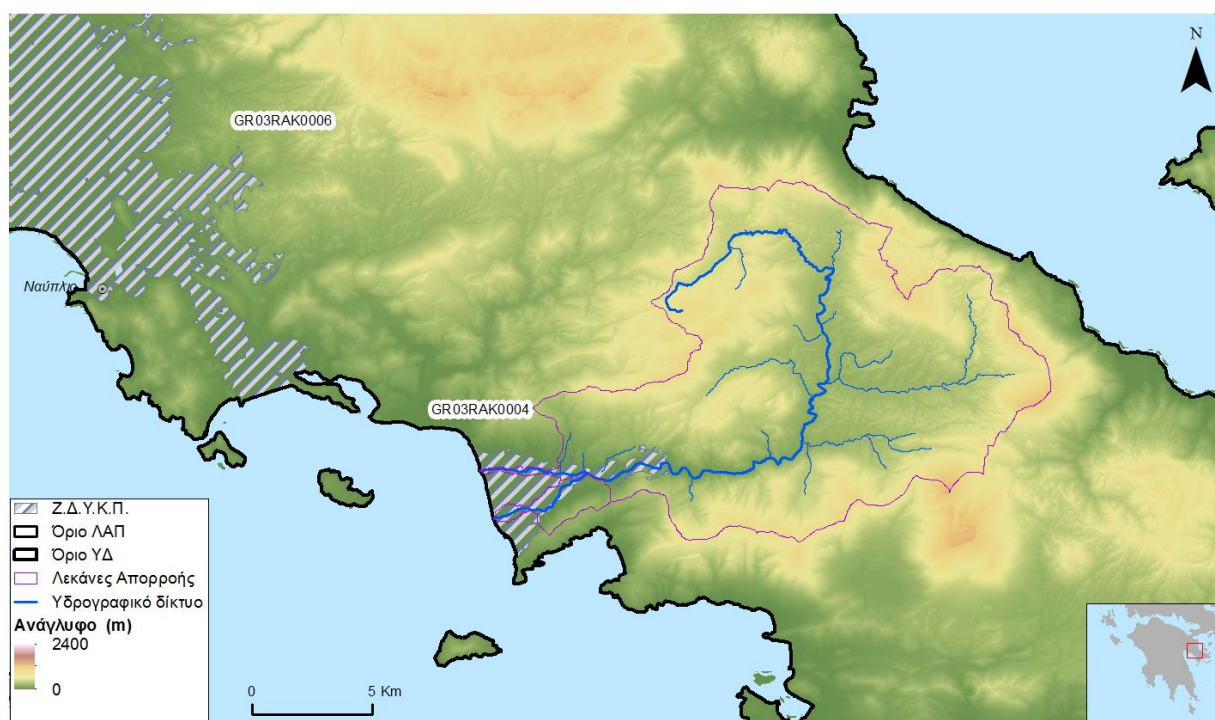 N
GR03RAK0006
Ναύπλιο
GR03RAK0004
Ζ.Δ.Υ.Κ.Π.
Όριο ΛΑΠ
Όριο ΥΔ
Λεκάνες Απορροής
Υδρογραφικό δίκτυο
Ανάγλυφο (m)
2400
0
0 5 Km